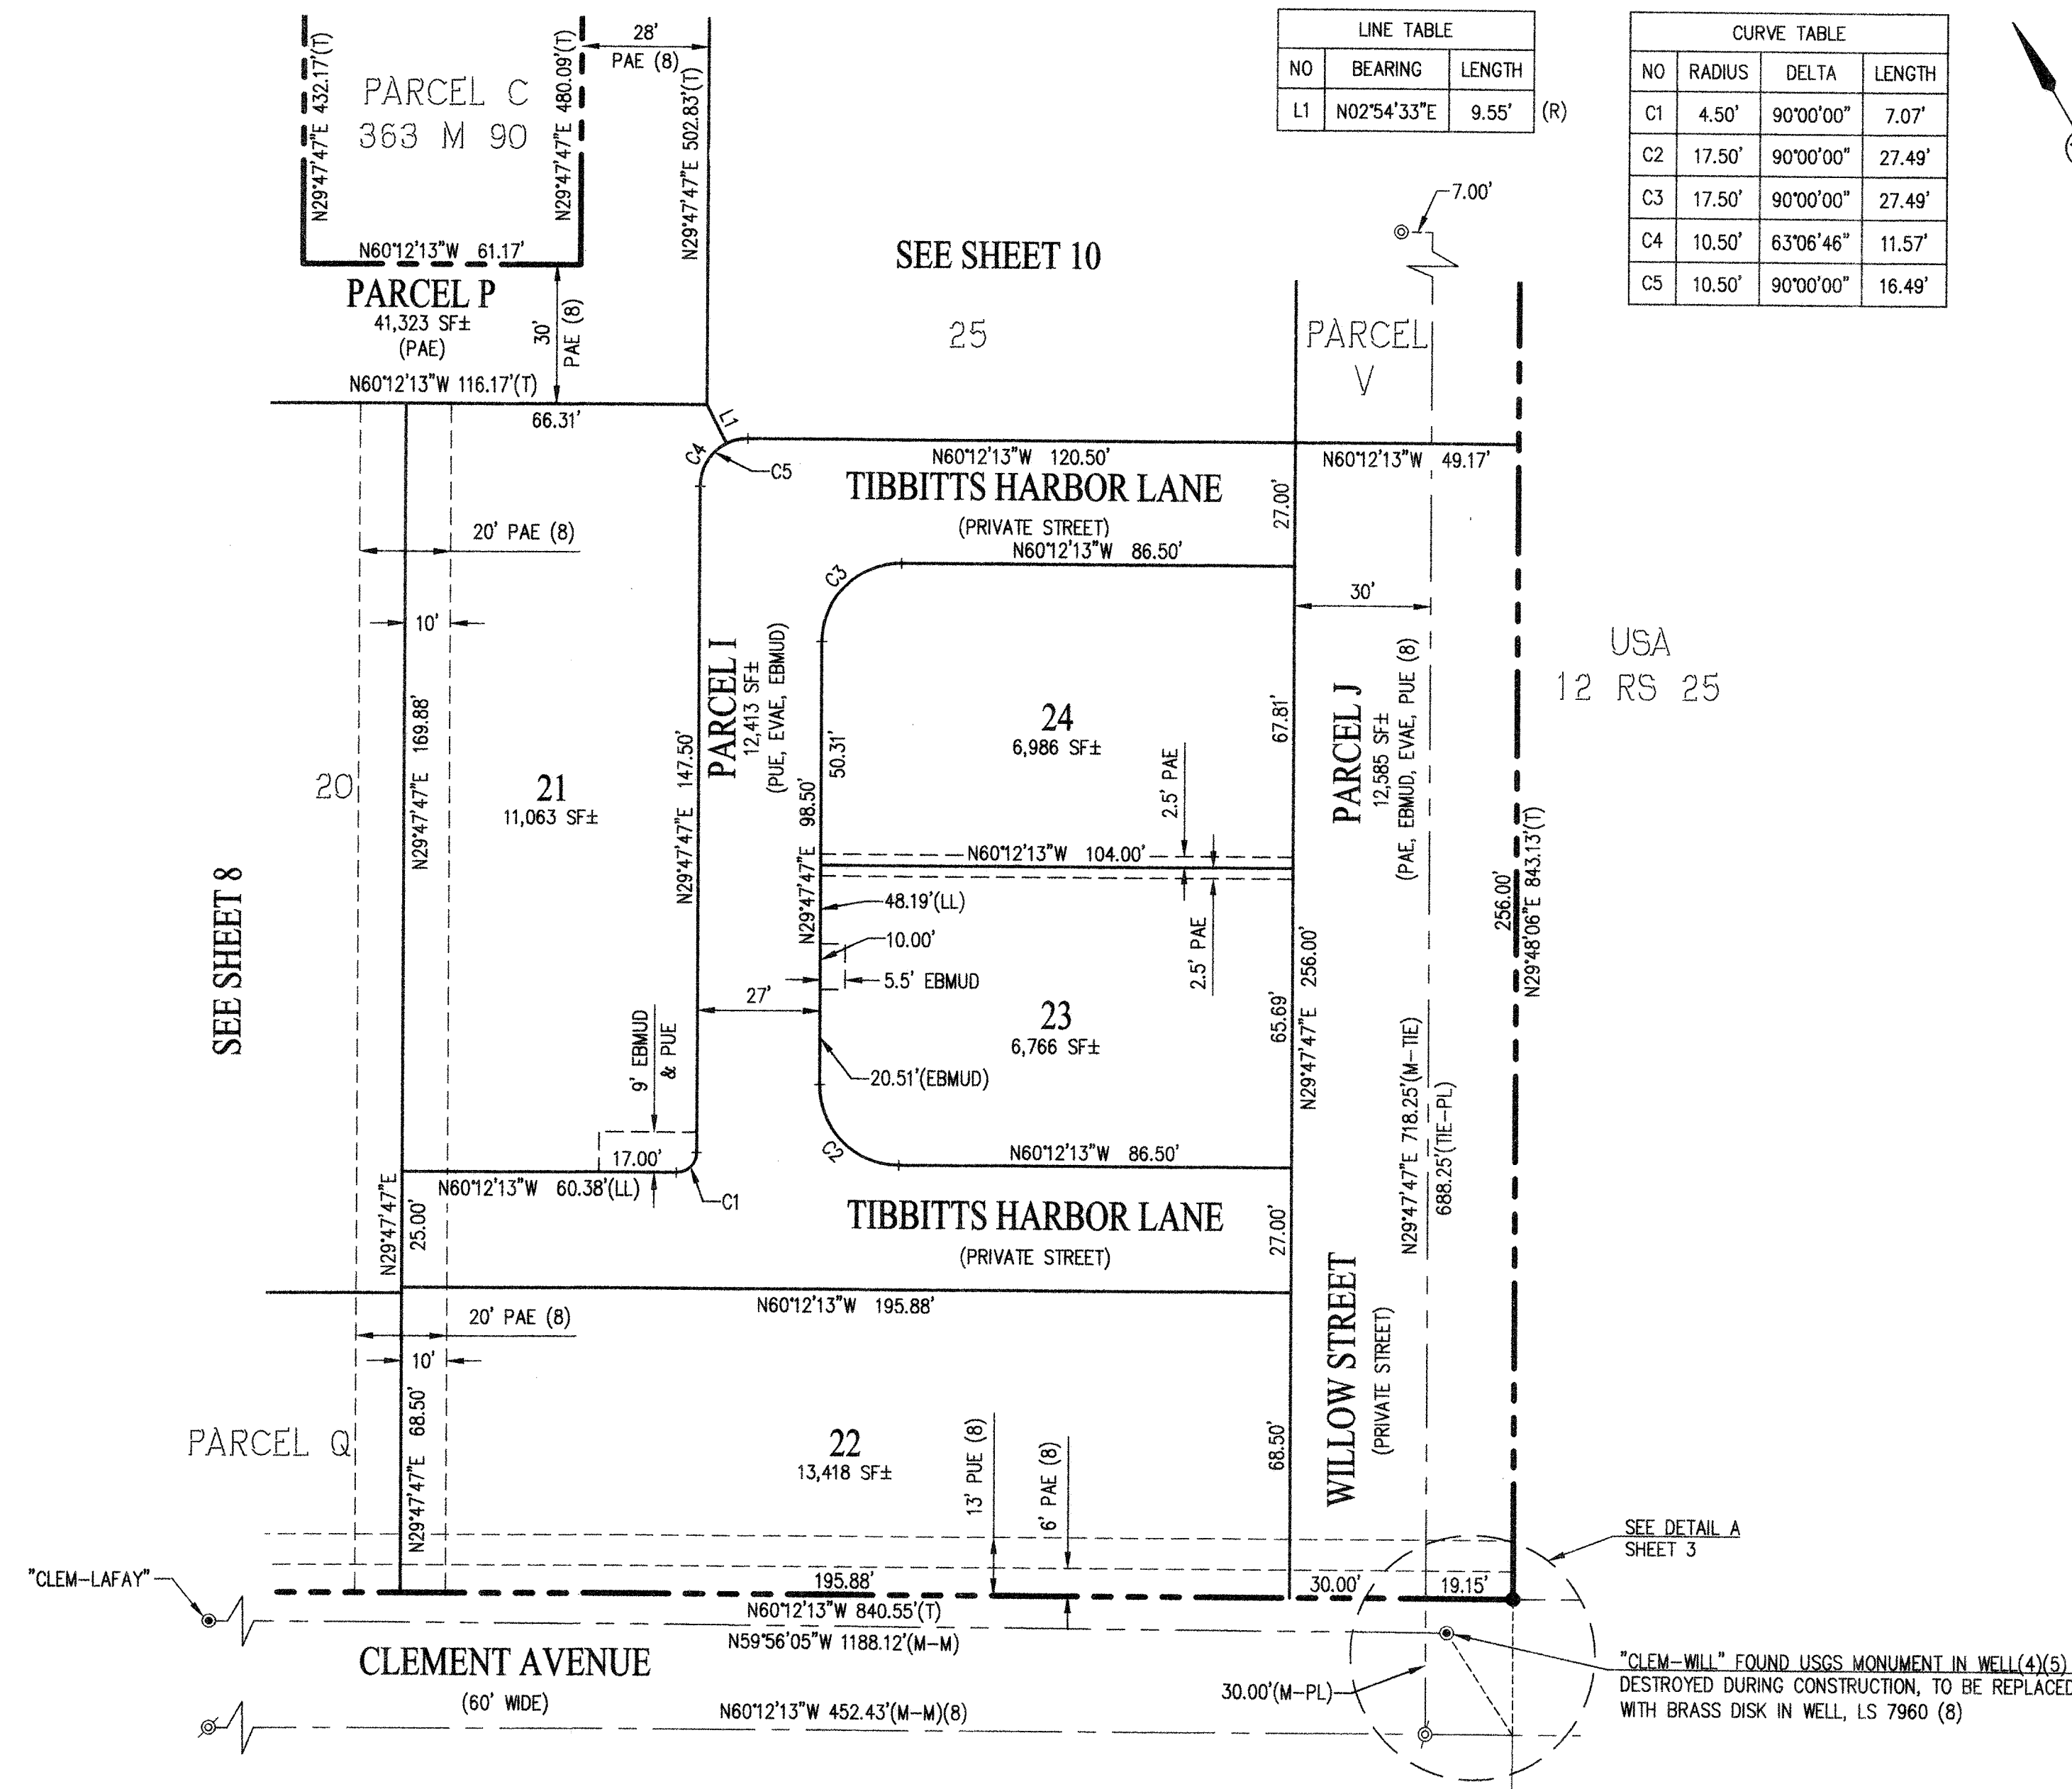 LINE TABLE
NO BEARING LENGTH
L1 N02°54'33"E 9.55' (R)
CURVE TABLE
NO RADIUS DELTA LENGTH
C1 4.50' 90°00'00" 7.07'
C2 17.50' 90°00'00" 27.49'
C3 17.50' 90°00'00" 27.49'
C4 10.50' 63°06'46" 11.57'
C5 10.50' 90°00'00" 16.49'
N29°47'47"E 432.17'(T)
PARCEL C
363 M 90
N29°47'47"E 480.09'(T)
28'
PAE (8)
N29°47'47"E 502.83'(T)
N60°12'13"W 61.17'
PARCEL P
41,323 SF±
(PAE)
30'
PAE (8)
N60°12'13"W 116.17'(T)
66.31'
L1
SEE SHEET 10
25
7.00'
PARCEL
V
C4
C5
N60°12'13"W 120.50'
N60°12'13"W 49.17'
TIBBITTS HARBOR LANE
(PRIVATE STREET)
27.00'
N60°12'13"W 86.50'
20' PAE (8)
10'
C3
30'
USA
12 RS 25
N29°47'47"E 169.88'
20
21
11,063 SF±
N29°47'47"E 147.50'
PARCEL I
12,413 SF±
(PUE, EVAE, EBMUD)
50.31'
N29°47'47"E 98.50'
24
6,986 SF±
2.5' PAE
67.81'
PARCEL J
12,585 SF±
(PAE, EBMUD, EVAE, PUE (8)
N60°12'13"W 104.00'
48.19'(LL)
10.00'
5.5' EBMUD
2.5' PAE
256.00'
N29°48'06"E 843.13'(T)
SEE SHEET 8
27'
23
6,766 SF±
65.69'
N29°47'47"E 256.00'
9' EBMUD
& PUE
20.51'(EBMUD)
N29°47'47"E 718.25'(M-TIE)
688.25'(TIE-PL)
17.00'
N60°12'13"W 60.38'(LL)
C1
C2
N60°12'13"W 86.50'
N29°47'47"E
25.00'
TIBBITTS HARBOR LANE
(PRIVATE STREET)
27.00'
N60°12'13"W 195.88'
20' PAE (8)
10'
WILLOW STREET
(PRIVATE STREET)
PARCEL Q
N29°47'47"E 68.50'
22
13,418 SF±
13' PUE (8)
6' PAE (8)
68.50'
SEE DETAIL A
SHEET 3
"CLEM-LAFAY"
195.88'
30.00'
19.15'
N60°12'13"W 840.55'(T)
N59°56'05"W 1188.12'(M-M)
CLEMENT AVENUE
(60' WIDE)
30.00'(M-PL)
N60°12'13"W 452.43'(M-M)(8)
"CLEM-WILL" FOUND USGS MONUMENT IN WELL(4)(5)
DESTROYED DURING CONSTRUCTION, TO BE REPLACED
WITH BRASS DISK IN WELL, LS 7960 (8)